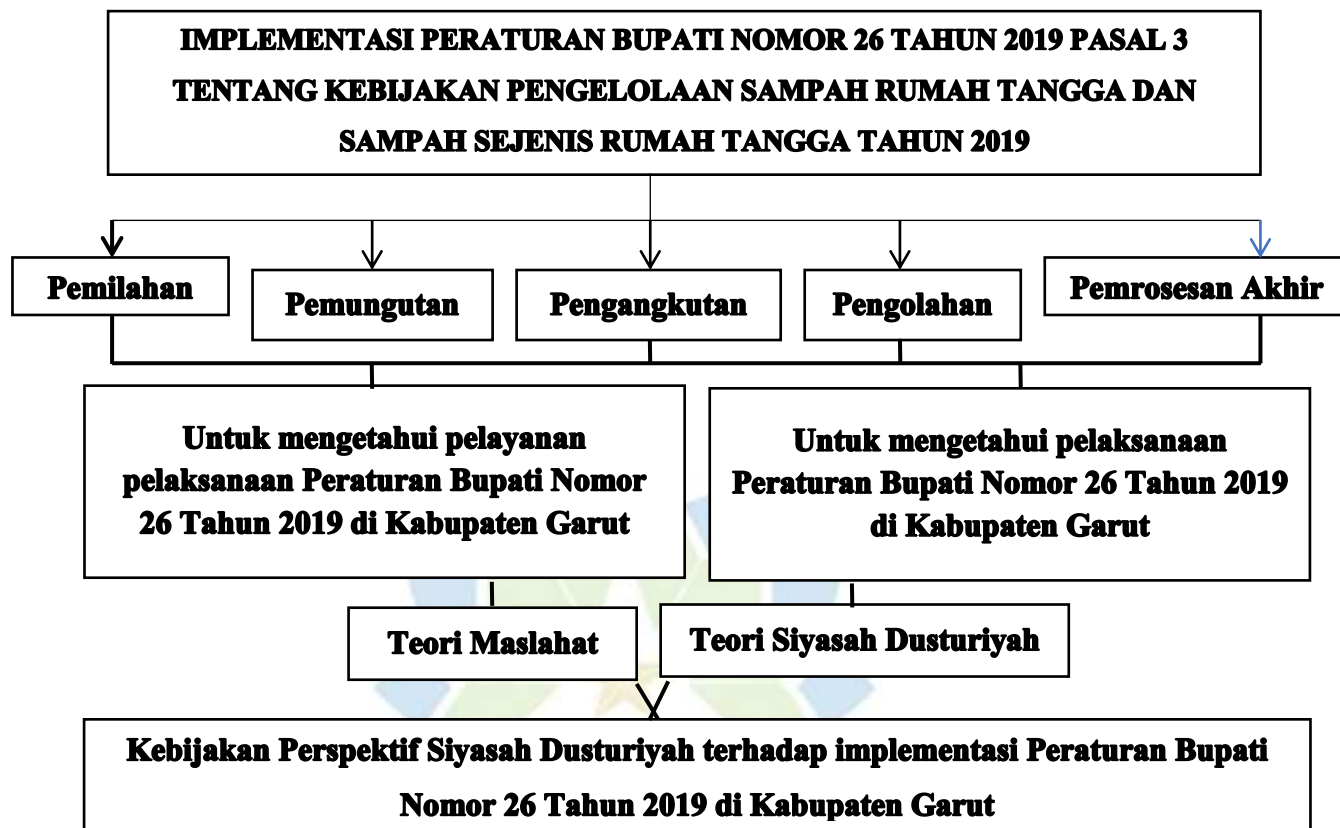 IMPLEMENTASI PERATURAN BUPATI NOMOR 26 TAHUN 2019 PASAL 3
TENTANG KEBIJAKAN PENGELOLAAN SAMPAH RUMAH TANGGA DAN
SAMPAH SEJENIS RUMAH TANGGA TAHUN 2019
Pemilahan
Pemungutan
Pengangkutan
Pengolahan
Pemrosesan Akhir
Untuk mengetahui pelayanan
pelaksanaan Peraturan Bupati Nomor
26 Tahun 2019 di Kabupaten Garut
Untuk mengetahui pelaksanaan
Peraturan Bupati Nomor 26 Tahun 2019
di Kabupaten Garut
Teori Maslahat
Teori Siyasah Dusturiyah
Kebijakan Perspektif Siyasah Dusturiyah terhadap implementasi Peraturan Bupati
Nomor 26 Tahun 2019 di Kabupaten Garut